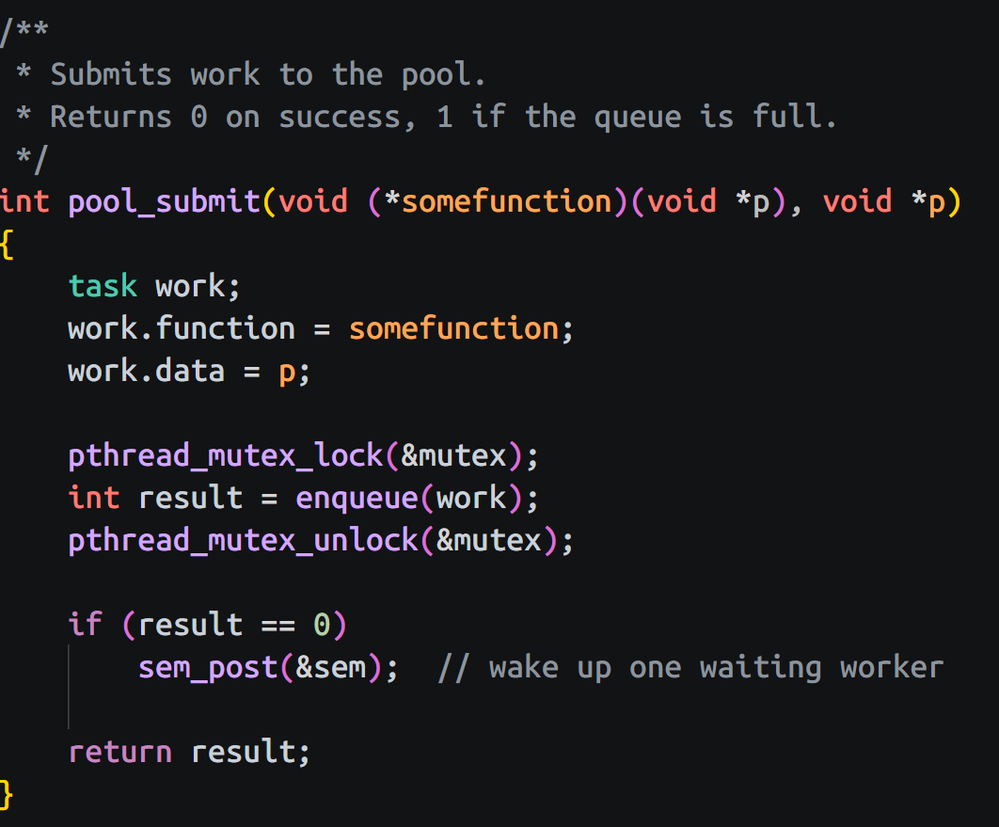 /**
 * Submits work to the pool.
 * Returns 0 on success, 1 if the queue is full.
 */
int pool_submit(void (*somefunction)(void *p), void *p)
{
    task work;
    work.function = somefunction;
    work.data = p;

    pthread_mutex_lock(&mutex);
    int result = enqueue(work);
    pthread_mutex_unlock(&mutex);

    if (result == 0)
        sem_post(&sem);  // wake up one waiting worker

    return result;
}